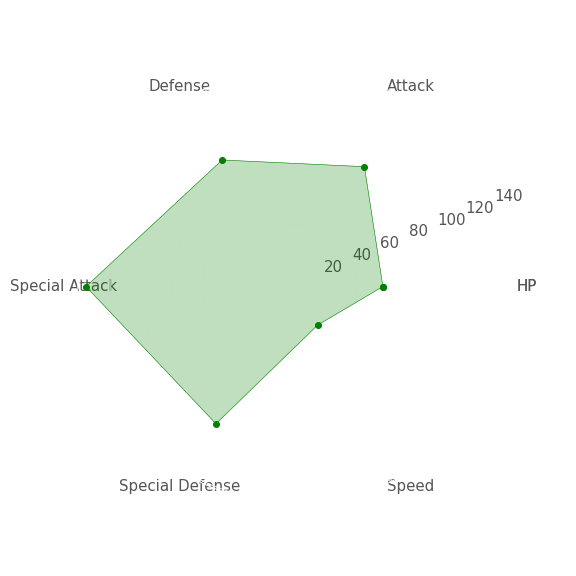 Defense
Attack
140
120
100
80
60
40
20
Special Attack
HP
Special Defense
Speed